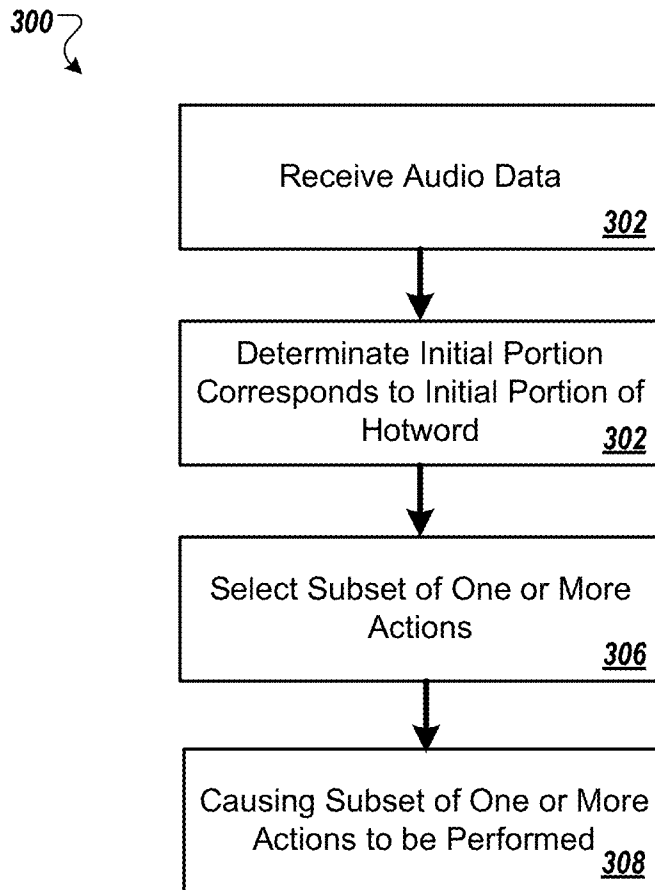 300
Receive Audio Data
302
Determinate Initial Portion
Corresponds to Initial Portion of
Hotword
302
Select Subset of One or More
Actions
306
Causing Subset of One or More
Actions to be Performed
308